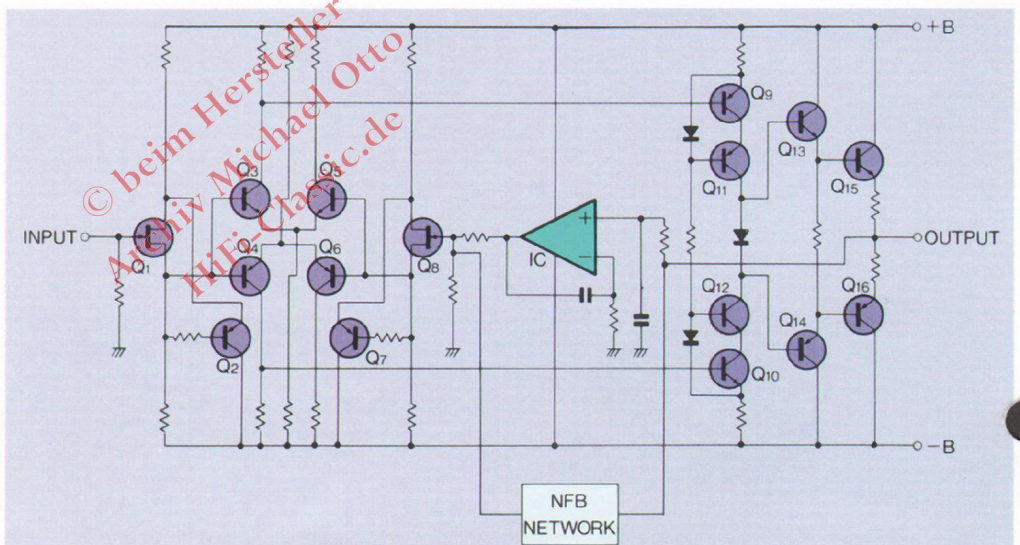 © beim Hersteller
Archiv Michael Otto
HiFi-Classic.de
+B
Q9
Q13
Q3
Q5
Q11
Q15
INPUT
Q1
Q4
Q6
Q8
IC
+
−
OUTPUT
Q12
Q16
Q2
Q7
Q14
Q10
−B
NFB
NETWORK